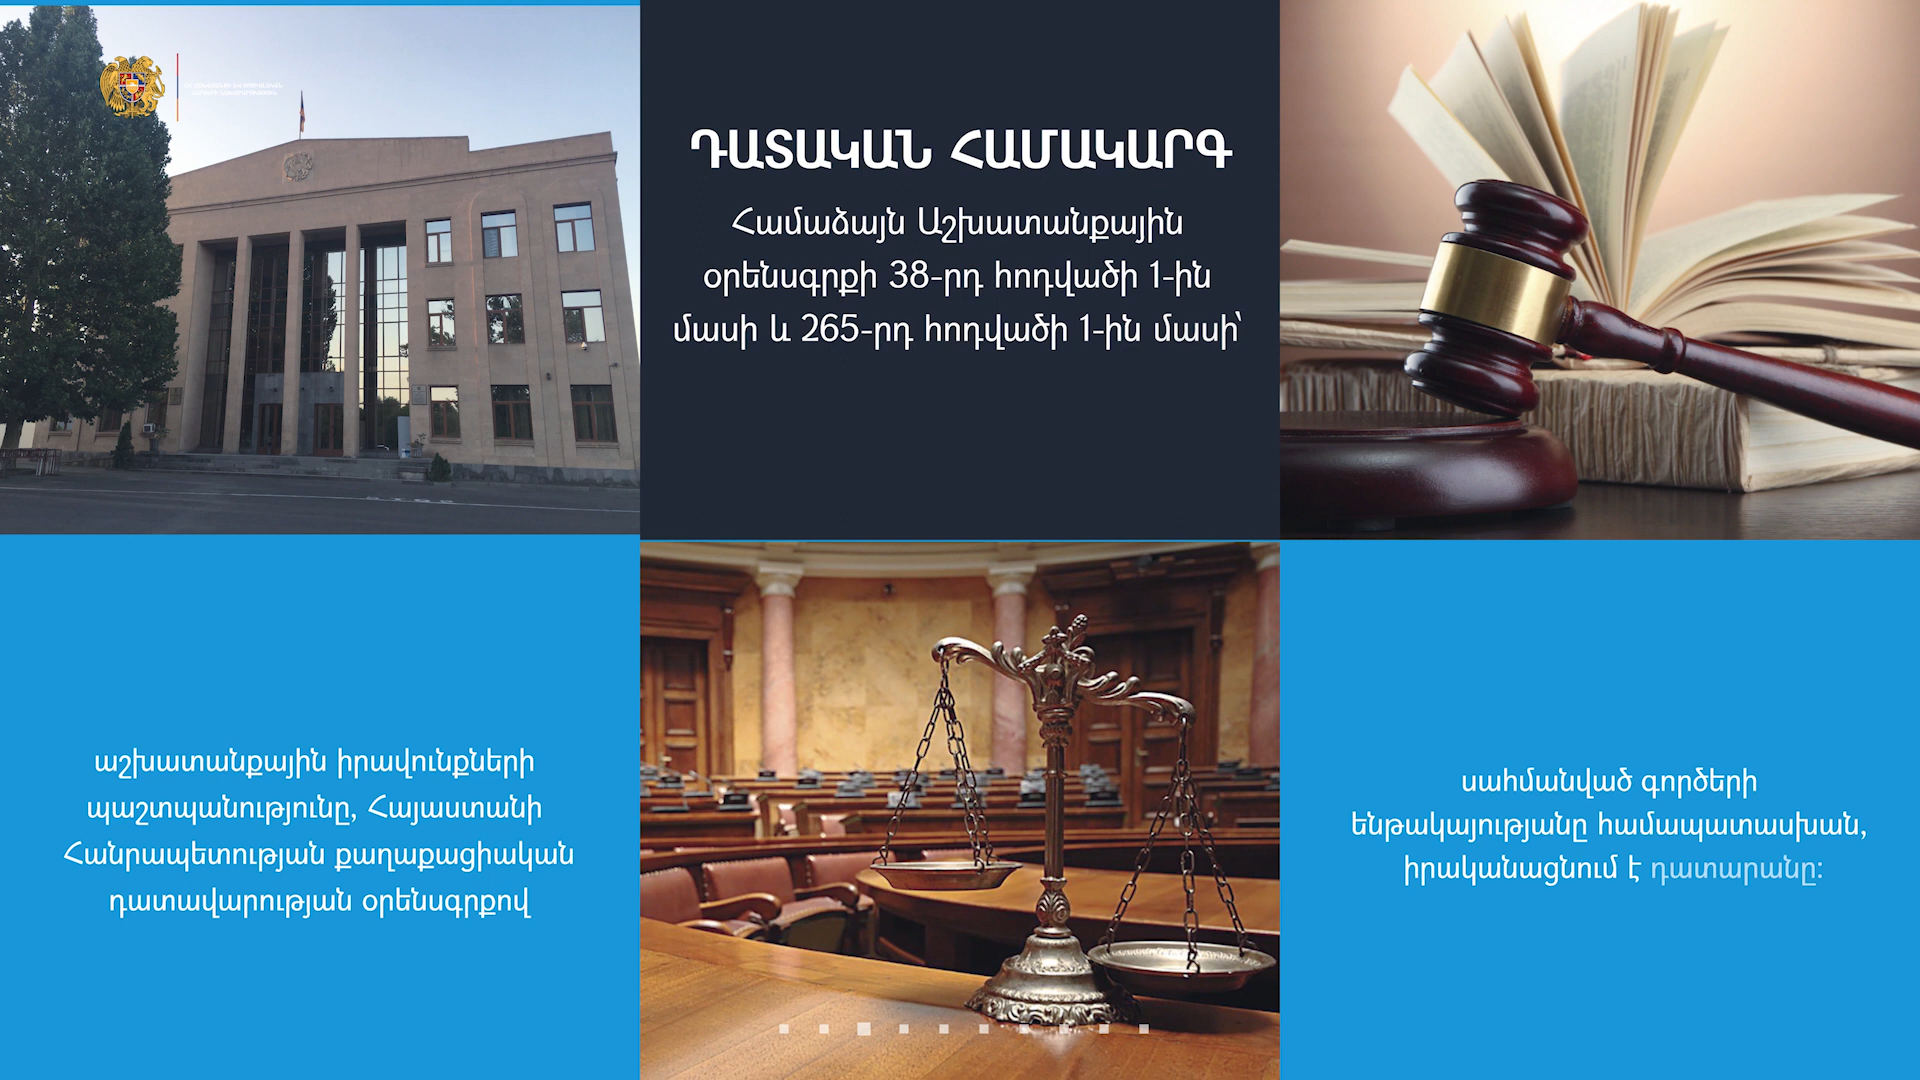 ԴԱՏԱԿԱՆ ՀԱՄԱԿԱՐԳ
Համաձայն Աշխատանքային
օրենսգրքի 38-րդ հոդվածի 1-ին
մասի և 265-րդ հոդվածի 1-ին մասի՝
աշխատանքային իրավունքների
պաշտպանությունը, Հայաստանի
Հանրապետության քաղաքացիական
դատավարության օրենսգրքով
սահմանված գործերի
ենթակայությանը համապատասխան,
իրականացնում է դատարանը։